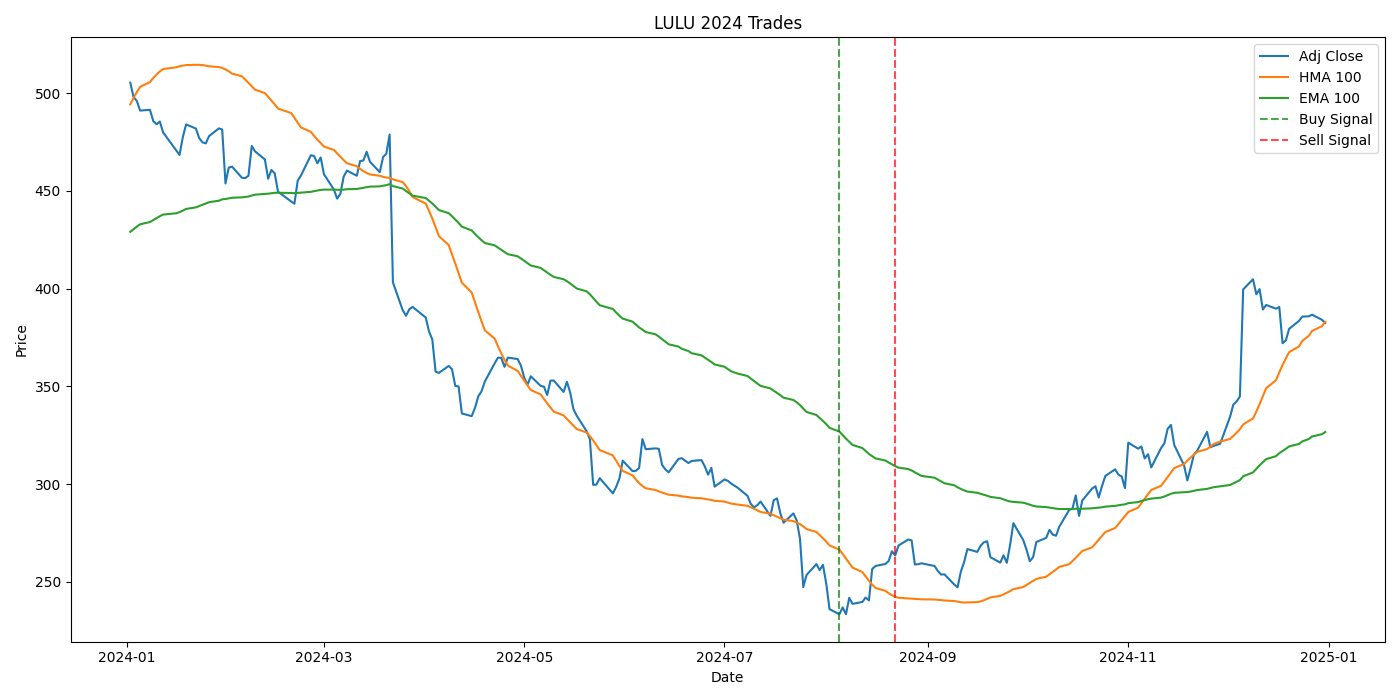 LULU 2024 Trades
Adj Close
HMA 100
EMA 100
Buy Signal
Sell Signal
Price
500
450
400
350
300
250
2024-01
2024-03
2024-05
2024-07
2024-09
2024-11
2025-01
Date